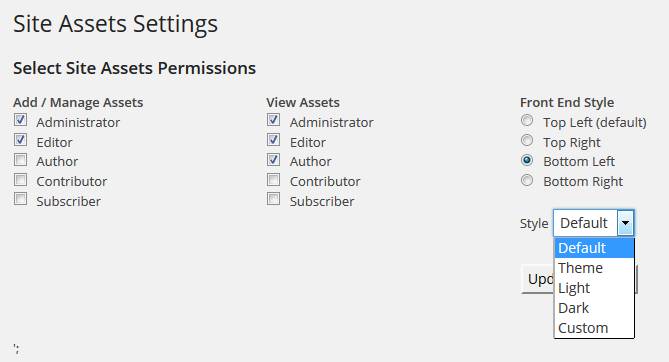 Site Assets Settings
Select Site Assets Permissions
Add / Manage Assets
Administrator
Editor
Author
Contributor
Subscriber
View Assets
Administrator
Editor
Author
Contributor
Subscriber
Front End Style
Top Left (default)
Top Right
Bottom Left
Bottom Right
Style Default
Default
Theme
Light
Dark
Custom
Upd
';